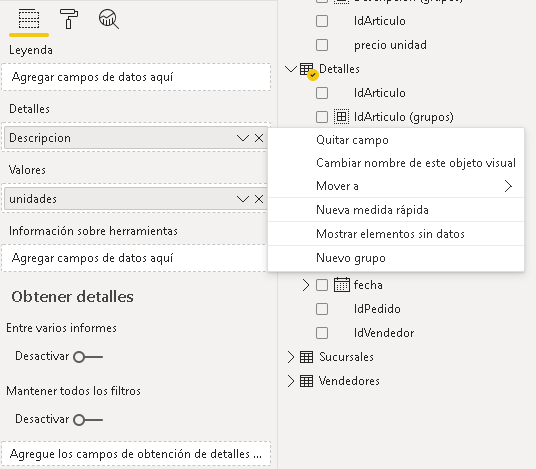 Leyenda
Agregar campos de datos aquí
Detalles
Descripcion
Valores
unidades
Información sobre herramientas
Agregar campos de datos aquí
Obtener detalles
Entre varios informes
Desactivar
Mantener todos los filtros
Desactivar
Agregue los campos de obtención de detalles ...
Descripcion (grupos)
IdArticulo
precio unidad
Detalles
IdArticulo
IdArticulo (grupos)
Quitar campo
Cambiar nombre de este objeto visual
Mover a
Nueva medida rápida
Mostrar elementos sin datos
Nuevo grupo
fecha
IdPedido
IdVendedor
Sucursales
Vendedores